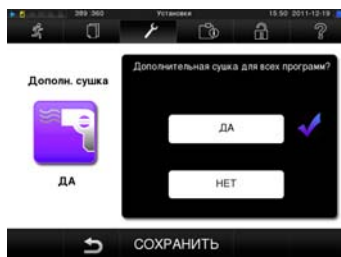 389 360 Установки 15:50 2011-12-19
Дополн. сушка
ДА
Дополнительная сушка для всех программ?
ДА
НЕТ
СОХРАНИТЬ